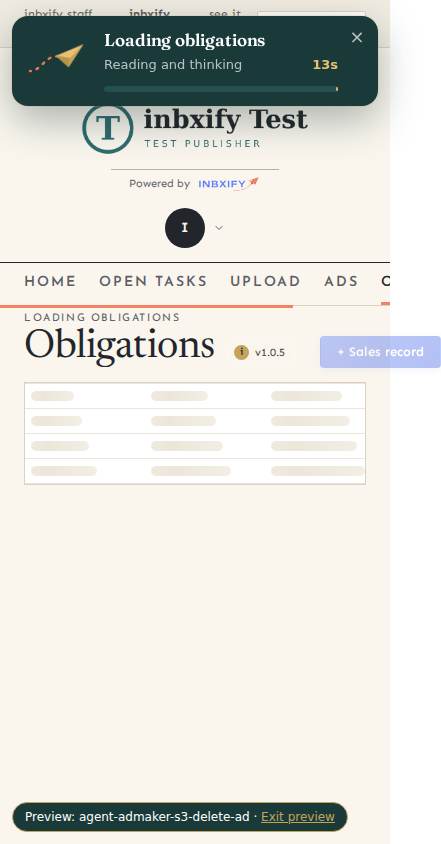 inbxify staff inbxify see it
Loading obligations
Reading and thinking 13s
T inbxify Test
TEST PUBLISHER
Powered by INBXIFY
I
HOME OPEN TASKS UPLOAD ADS
LOADING OBLIGATIONS
Obligations i v1.0.5 + Sales record
Preview: agent-admaker-s3-delete-ad · Exit preview